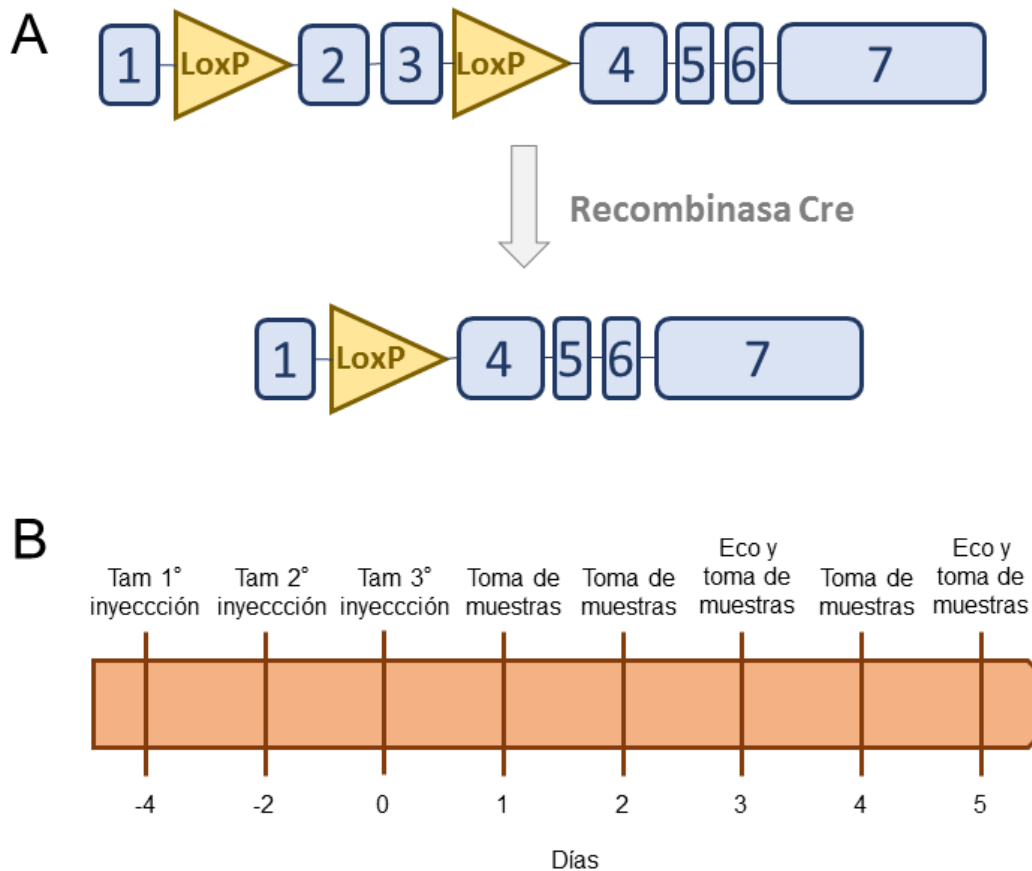 A
1 LoxP 2 3 LoxP 4 5 6 7
Recombinasa Cre
1 LoxP 4 5 6 7
B
Tam 1°
inyeccción
Tam 2°
inyeccción
Tam 3°
inyeccción
Toma de
muestras
Toma de
muestras
Eco y
toma de
muestras
Toma de
muestras
Eco y
toma de
muestras
-4 -2 0 1 2 3 4 5
Días